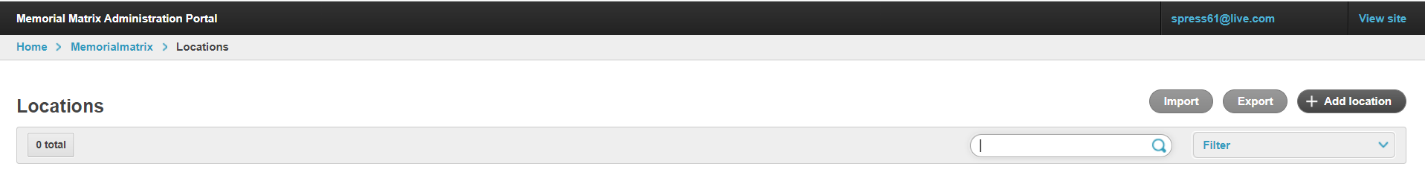 Memorial Matrix Administration Portal spress61@live.com View site
Home > Memorialmatrix > Locations
Locations Import Export + Add location
0 total Filter